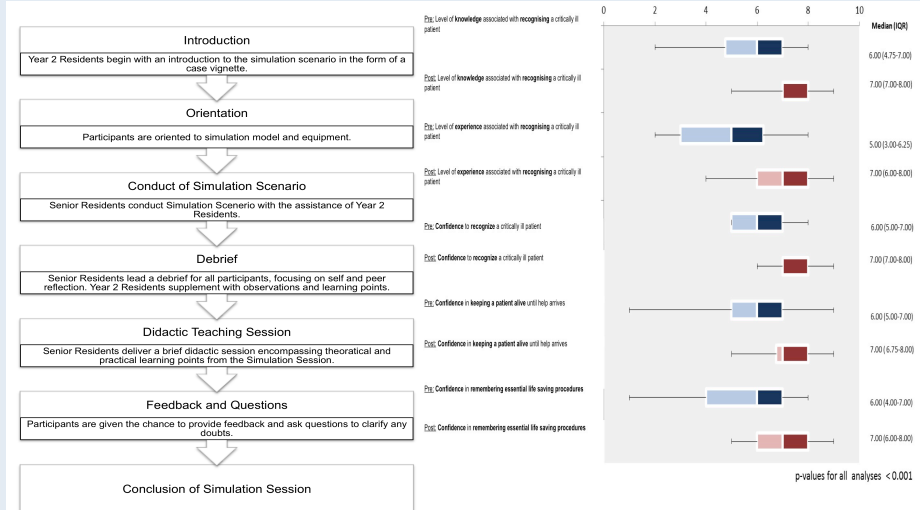 Introduction
Year 2 Residents begin with an introduction to the simulation scenario in the form of a
case vignette.
Orientation
Participants are oriented to simulation model and equipment.
Conduct of Simulation Scenario
Senior Residents conduct Simulation Scenerio with the assistance of Year 2
Residents.
Debrief
Senior Residents lead a debrief for all participants, focusing on self and peer
reflection. Year 2 Residents supplement with observations and learning points.
Didactic Teaching Session
Senior Residents deliver a brief didactic session encompassing theoratical and
practical learning points from the Simulation Session.
Feedback and Questions
Participants are given the chance to provide feedback and ask questions to clarify any
doubts.
Conclusion of Simulation Session
0 2 4 6 8 10
Median (IQR)
Pre: Level of knowledge associated with recognising a critically ill
patient
6.00 (4.75-7.00)
Post: Level of knowledge associated with recognising a critically ill
patient
7.00 (7.00-8.00)
Pre: Level of experience associated with recognising a critically ill
patient
5.00 (3.00-6.25)
Post: Level of experience associated with recognising a critically ill
patient
7.00 (6.00-8.00)
Pre: Confidence to recognize a critically ill patient
6.00 (5.00-7.00)
Post: Confidence to recognize a critically ill patient
7.00 (7.00-8.00)
Pre: Confidence in keeping a patient alive until help arrives
6.00 (5.00-7.00)
Post: Confidence in keeping a patient alive until help arrives
7.00 ( 6.75-8.00)
Pre: Confidence in remembering essential life saving procedures
6.00 (4.00-7.00)
Post: Confidence in remembering essential life saving procedures
7.00 (6.00-8.00)
p-values for all analyses < 0.001